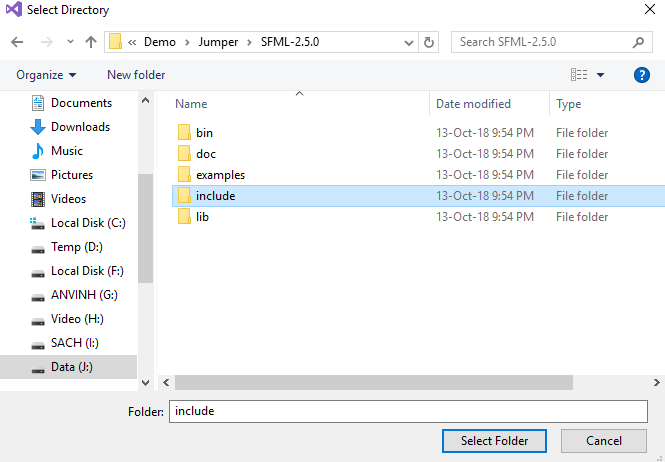 Select Directory
« Demo > Jumper > SFML-2.5.0
Search SFML-2.5.0
Organize
New folder
?
Documents
Downloads
Music
Pictures
Videos
Local Disk (C:)
Temp (D:)
Local Disk (F:)
ANVINH (G:)
Video (H:)
SACH (I:)
Data (J:)
Name Date modified Type
bin 13-Oct-18 9:54 PM File folder
doc 13-Oct-18 9:54 PM File folder
examples 13-Oct-18 9:54 PM File folder
include 13-Oct-18 9:54 PM File folder
lib 13-Oct-18 9:54 PM File folder
Folder: include
Select Folder Cancel